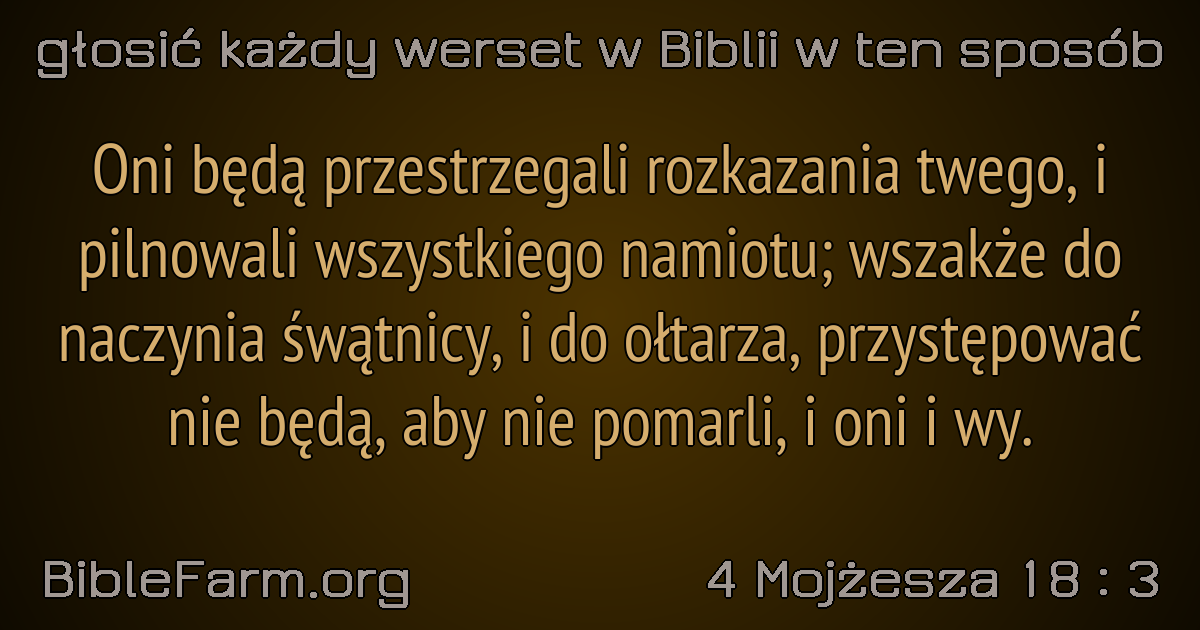 głosić każdy werset w Biblii w ten sposób
Oni będą przestrzegali rozkazania twego, i
pilnowali wszystkiego namiotu; wszakże do
naczynia śwątnicy, i do ołtarza, przystępować
nie będą, aby nie pomarli, i oni i wy.
BibleFarm.org
4 Mojżesza 18 : 3